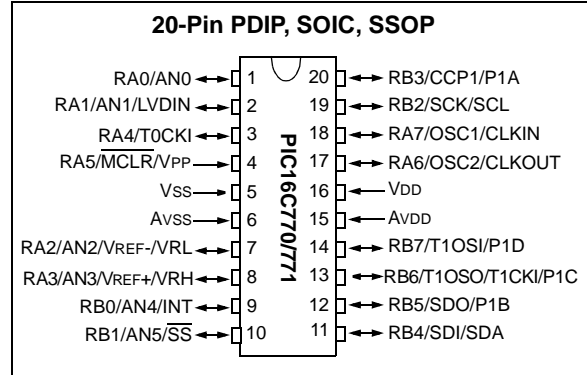 20-Pin PDIP, SOIC, SSOP
RA0/AN0 1 20 RB3/CCP1/P1A
RA1/AN1/LVDIN 2 19 RB2/SCK/SCL
RA4/T0CKI 3 18 RA7/OSC1/CLKIN
RA5/MCLR/VPP 4 17 RA6/OSC2/CLKOUT
VSS 5 16 VDD
AVSS 6 15 AVDD
RA2/AN2/VREF-/VRL 7 14 RB7/T1OSI/P1D
RA3/AN3/VREF+/VRH 8 13 RB6/T1OSO/T1CKI/P1C
RB0/AN4/INT 9 12 RB5/SDO/P1B
RB1/AN5/SS 10 11 RB4/SDI/SDA
PIC16C770/771